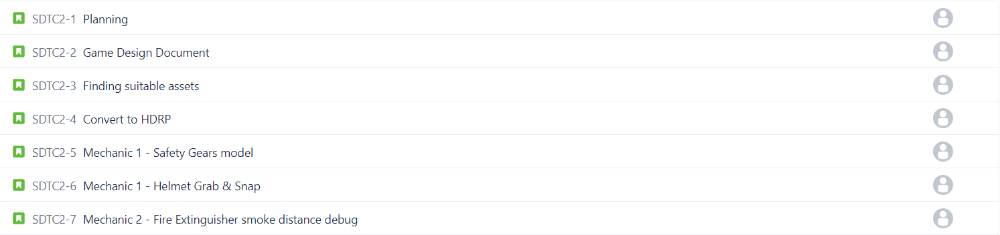 SDTC2-1 Planning
SDTC2-2 Game Design Document
SDTC2-3 Finding suitable assets
SDTC2-4 Convert to HDRP
SDTC2-5 Mechanic 1 - Safety Gears model
SDTC2-6 Mechanic 1 - Helmet Grab & Snap
SDTC2-7 Mechanic 2 - Fire Extinguisher smoke distance debug